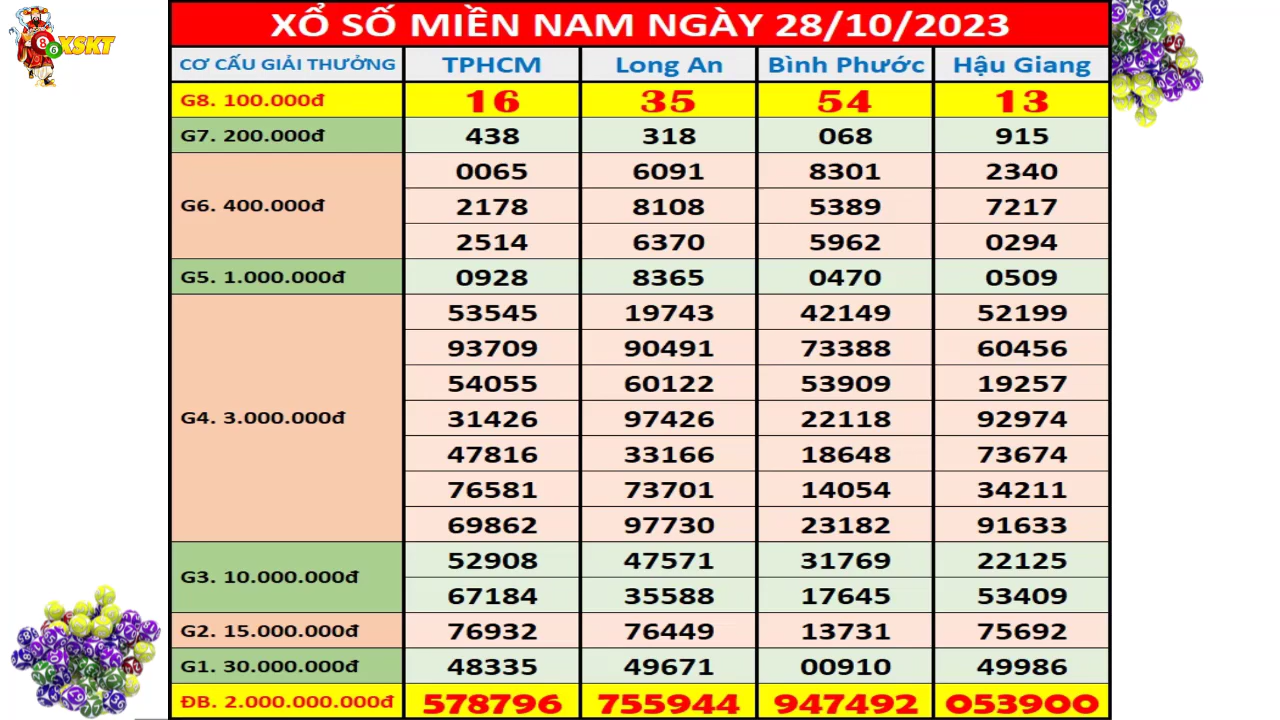 XSKT
XỔ SỐ MIỀN NAM NGÀY 28/10/2023
CƠ CẤU GIẢI THƯỞNG TPHCM Long An Bình Phước Hậu Giang
G8. 100.000đ 16 35 54 13
G7. 200.000đ 438 318 068 915
G6. 400.000đ 0065 6091 8301 2340
2178 8108 5389 7217
2514 6370 5962 0294
G5. 1.000.000đ 0928 8365 0470 0509
G4. 3.000.000đ 53545 19743 42149 52199
93709 90491 73388 60456
54055 60122 53909 19257
31426 97426 22118 92974
47816 33166 18648 73674
76581 73701 14054 34211
69862 97730 23182 91633
G3. 10.000.000đ 52908 47571 31769 22125
67184 35588 17645 53409
G2. 15.000.000đ 76932 76449 13731 75692
G1. 30.000.000đ 48335 49671 00910 49986
ĐB. 2.000.000.000đ 578796 755944 947492 053900